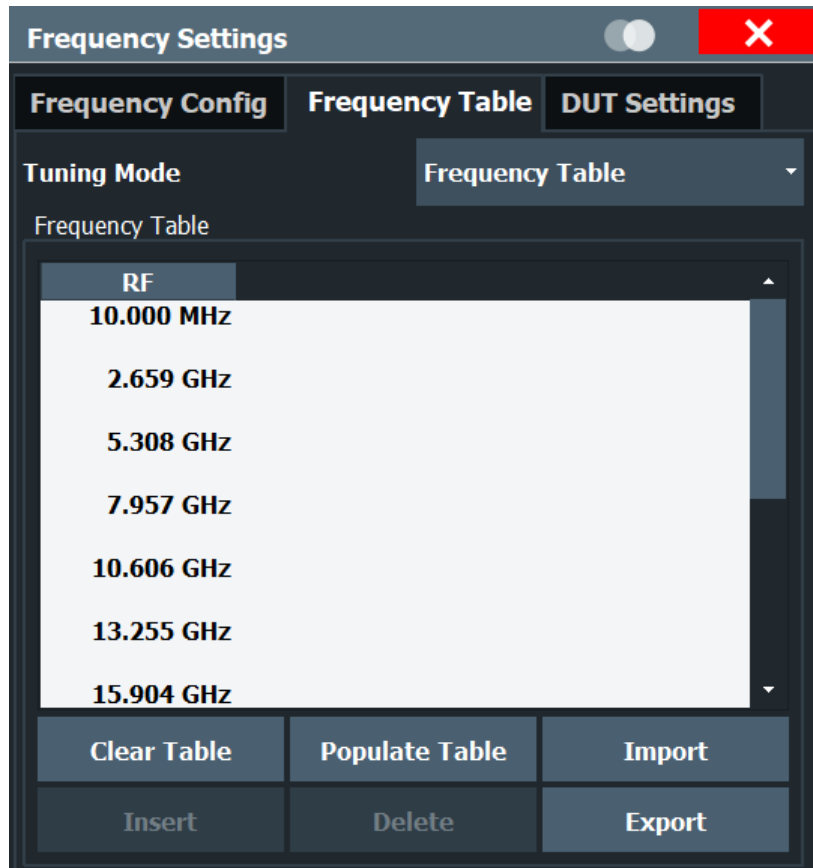 Frequency Settings
Frequency Config Frequency Table DUT Settings
Tuning Mode Frequency Table
Frequency Table
RF
10.000 MHz
2.659 GHz
5.308 GHz
7.957 GHz
10.606 GHz
13.255 GHz
15.904 GHz
Clear Table Populate Table Import
Insert Delete Export